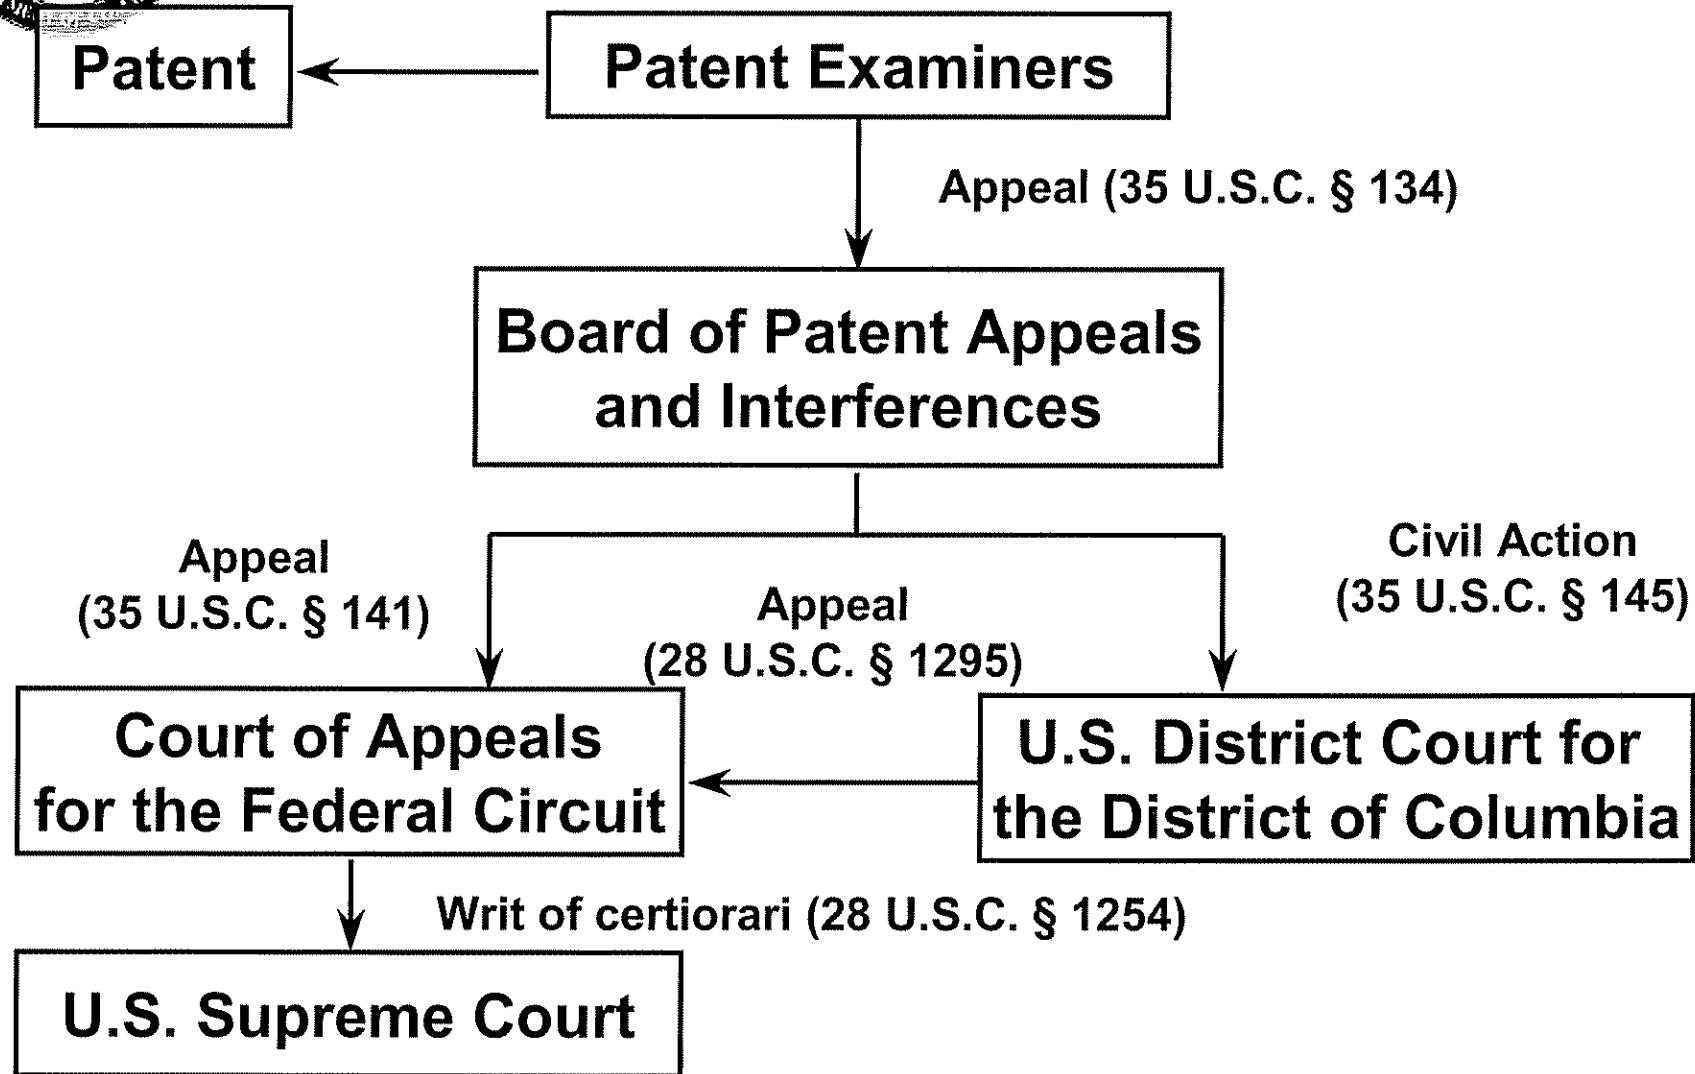 Patent
Patent Examiners
Appeal (35 U.S.C. § 134)
Board of Patent Appeals
and Interferences
Appeal
(35 U.S.C. § 141)
Appeal
(28 U.S.C. § 1295)
Civil Action
(35 U.S.C. § 145)
Court of Appeals
for the Federal Circuit
U.S. District Court for
the District of Columbia
Writ of certiorari (28 U.S.C. § 1254)
U.S. Supreme Court